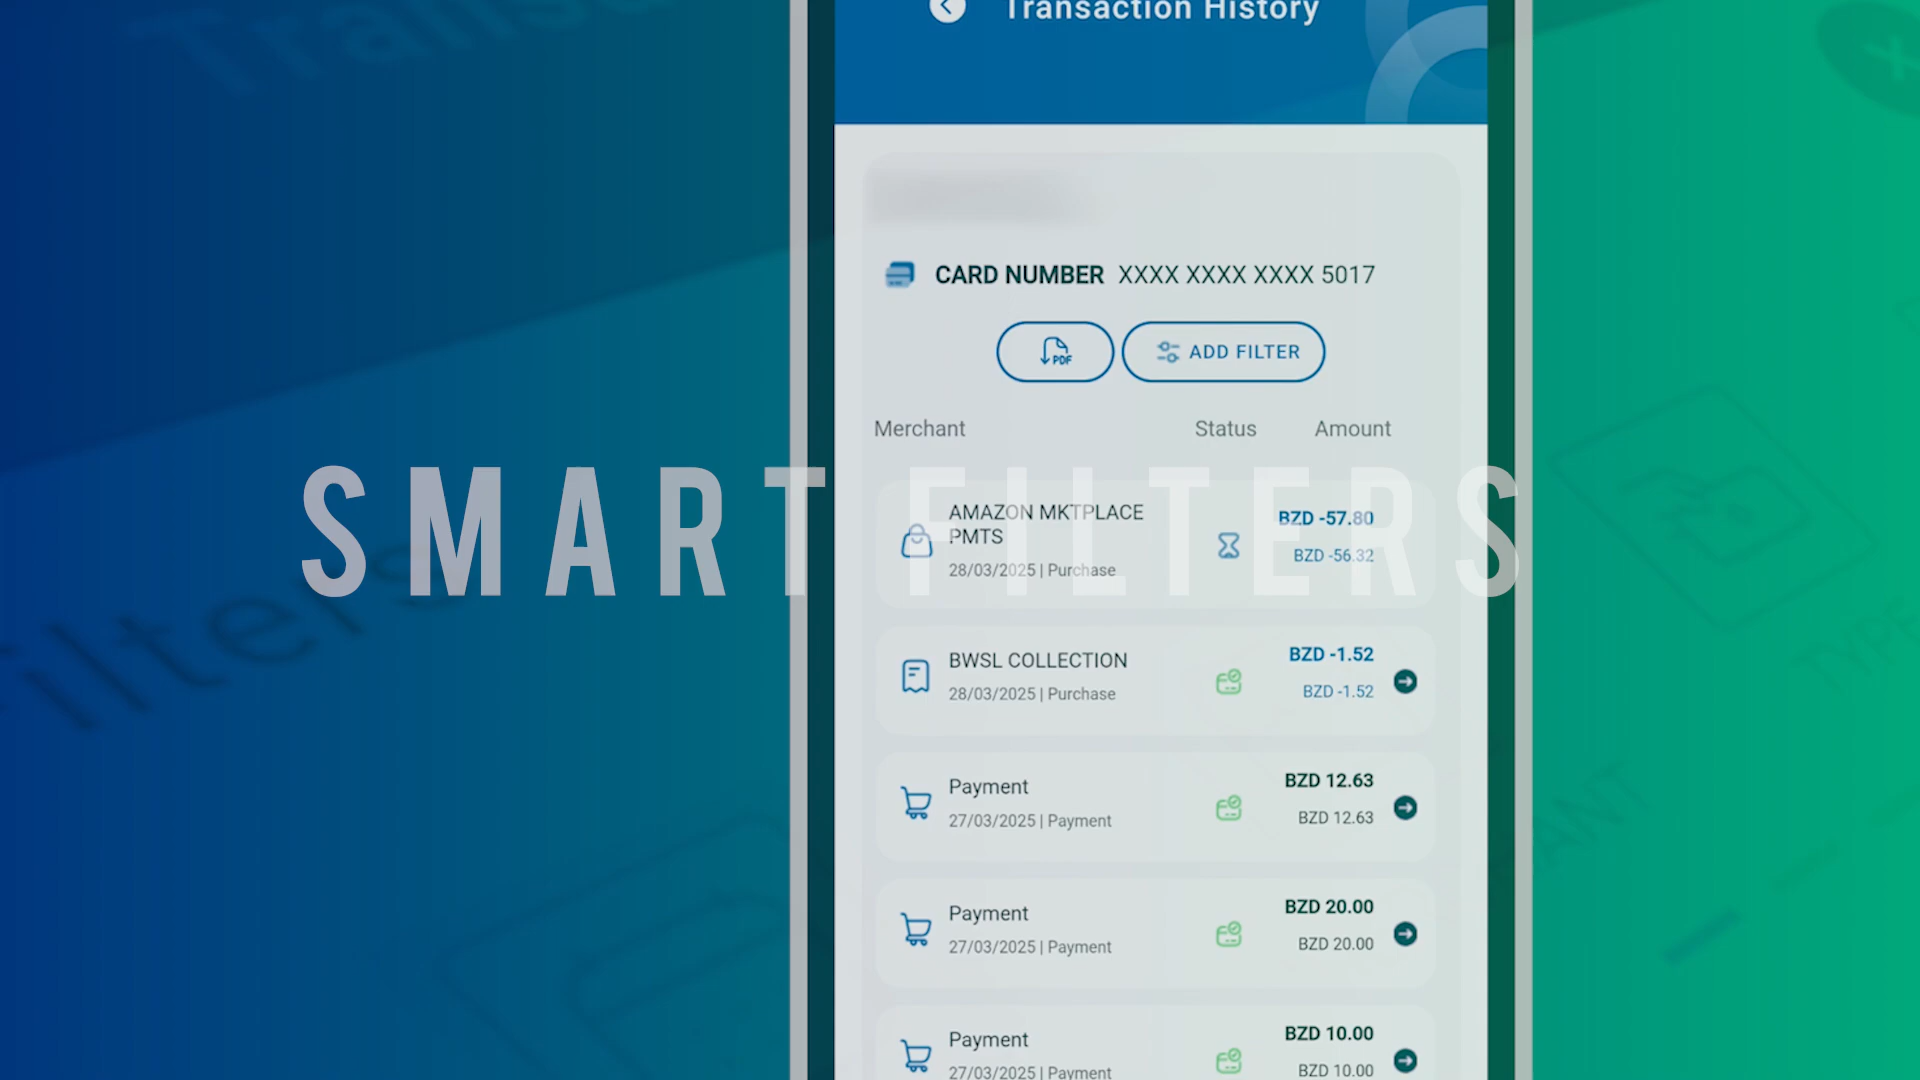 Transaction History
Trans
CARD NUMBER XXXX XXXX XXXX 5017
PDF
ADD FILTER
Merchant Status Amount
SMART FILTERS
AMAZON MKTPLACE
PMTS
28/03/2025 | Purchase
BZD -57.80
BZD -56.32
Filters
BWSL COLLECTION
28/03/2025 | Purchase
BZD -1.52
BZD -1.52
TYPE
Payment
27/03/2025 | Payment
BZD 12.63
BZD 12.63
Payment
27/03/2025 | Payment
BZD 20.00
BZD 20.00
Payment
27/03/2025 | Payment
BZD 10.00
BZD 10.00